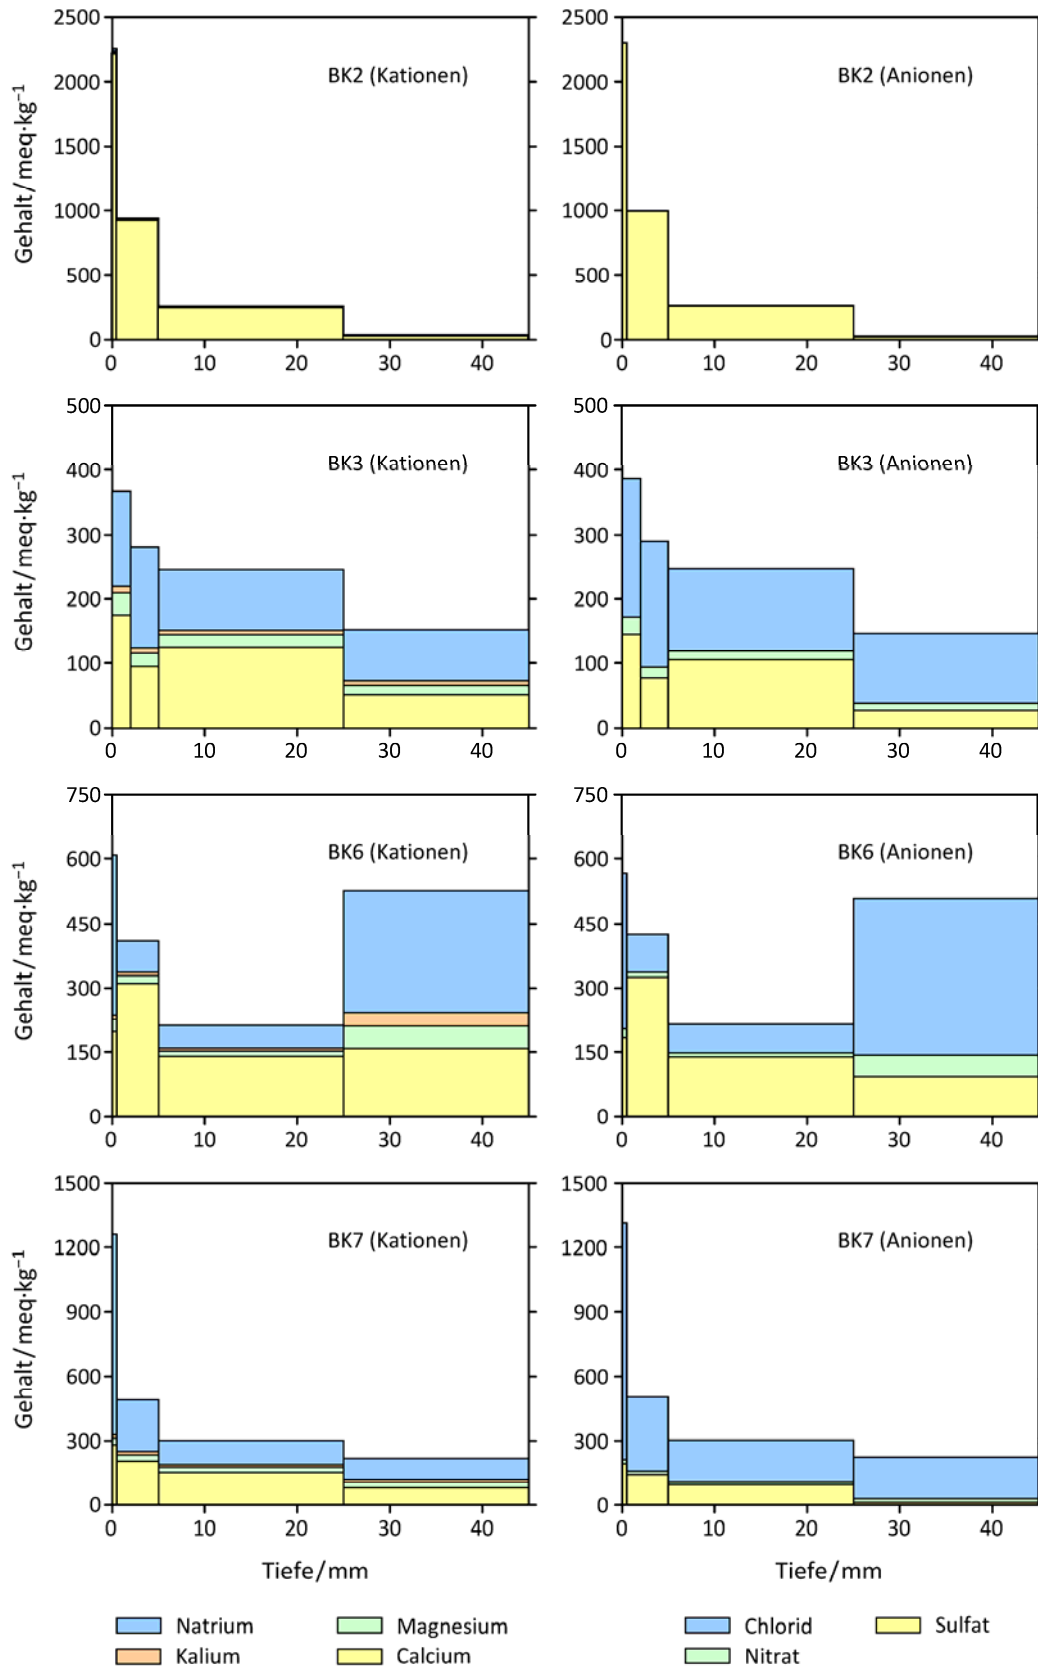 2500
2000
1500
1000
500
0
Gehalt/meq·kg⁻¹
BK2 (Kationen)
0 10 20 30 40
2500
2000
1500
1000
500
0
BK2 (Anionen)
0 10 20 30 40
500
400
300
200
100
0
Gehalt/meq·kg⁻¹
BK3 (Kationen)
0 10 20 30 40
500
400
300
200
100
0
BK3 (Anionen)
0 10 20 30 40
750
600
450
300
150
0
Gehalt/meq·kg⁻¹
BK6 (Kationen)
0 10 20 30 40
750
600
450
300
150
0
BK6 (Anionen)
0 10 20 30 40
1500
1200
900
600
300
0
Gehalt/meq·kg⁻¹
BK7 (Kationen)
0 10 20 30 40
Tiefe/mm
1500
1200
900
600
300
0
BK7 (Anionen)
0 10 20 30 40
Tiefe/mm
Natrium
Magnesium
Kalium
Calcium
Chlorid
Sulfat
Nitrat